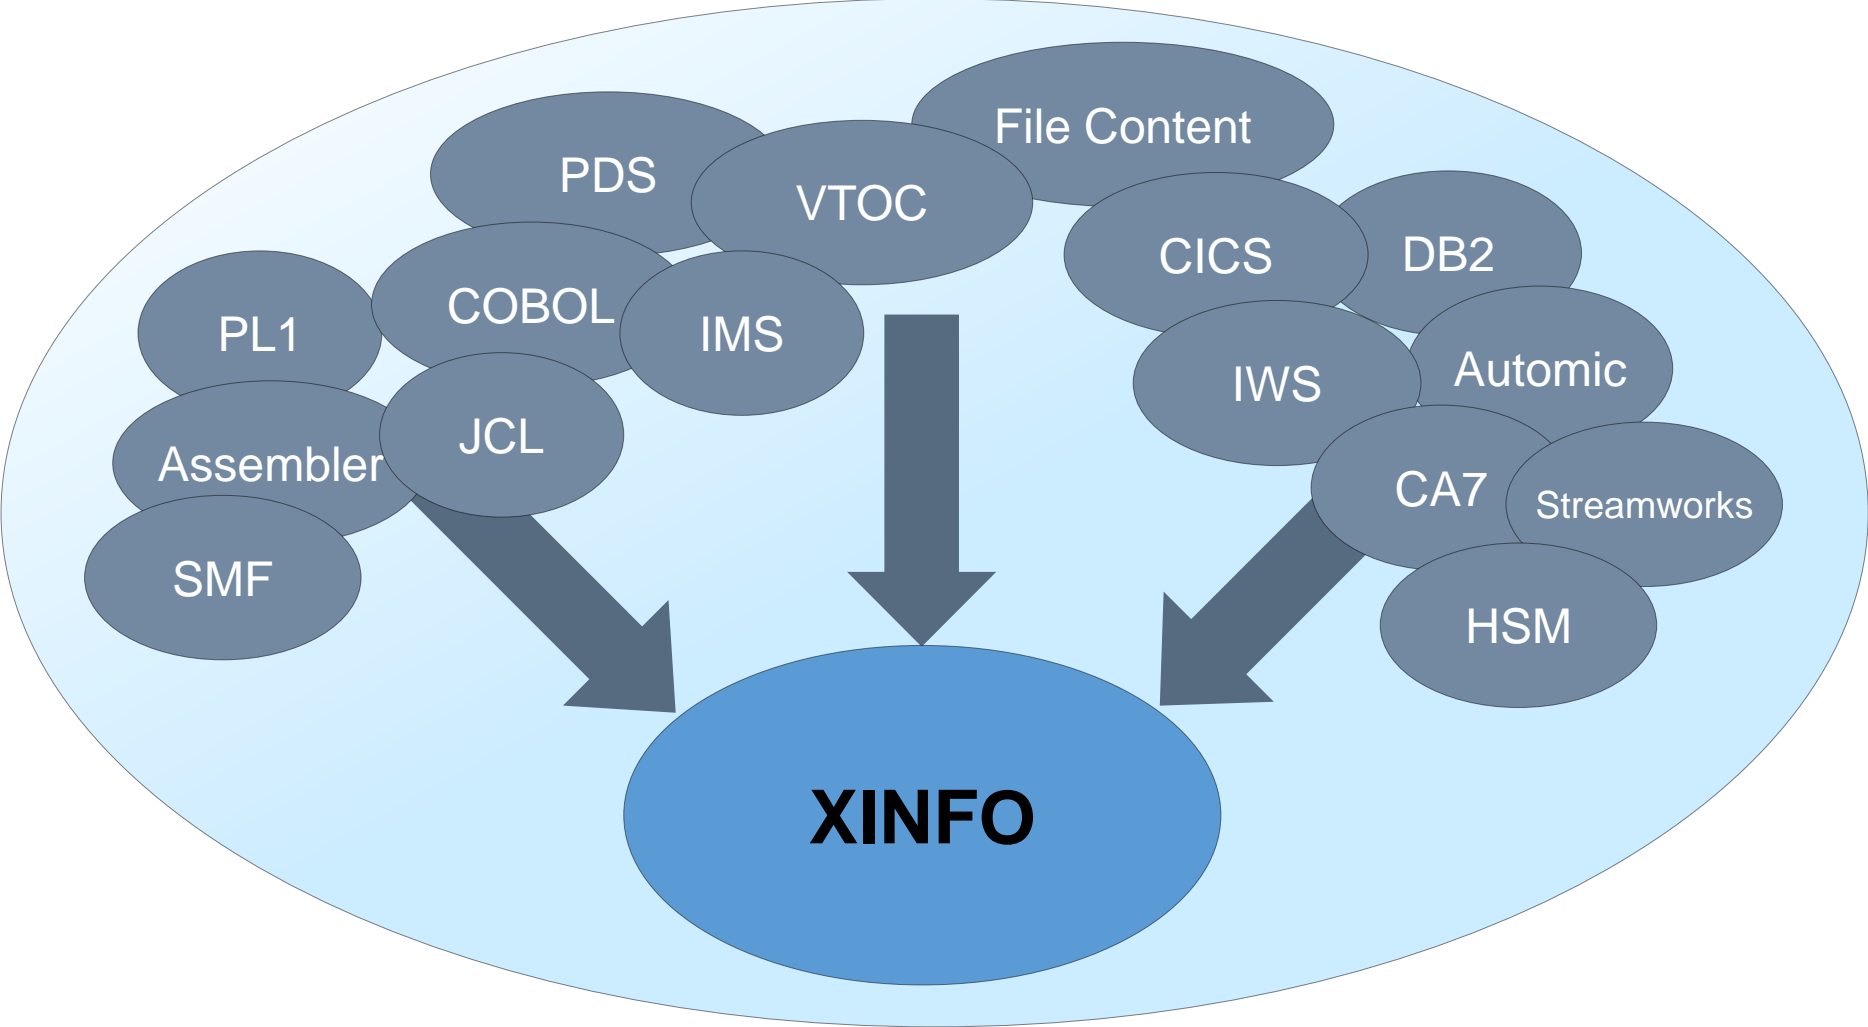 File Content
PDS
VTOC
CICS
DB2
PL1
COBOL
IMS
IWS
Automic
Assembler
JCL
CA7
Streamworks
SMF
HSM
XINFO